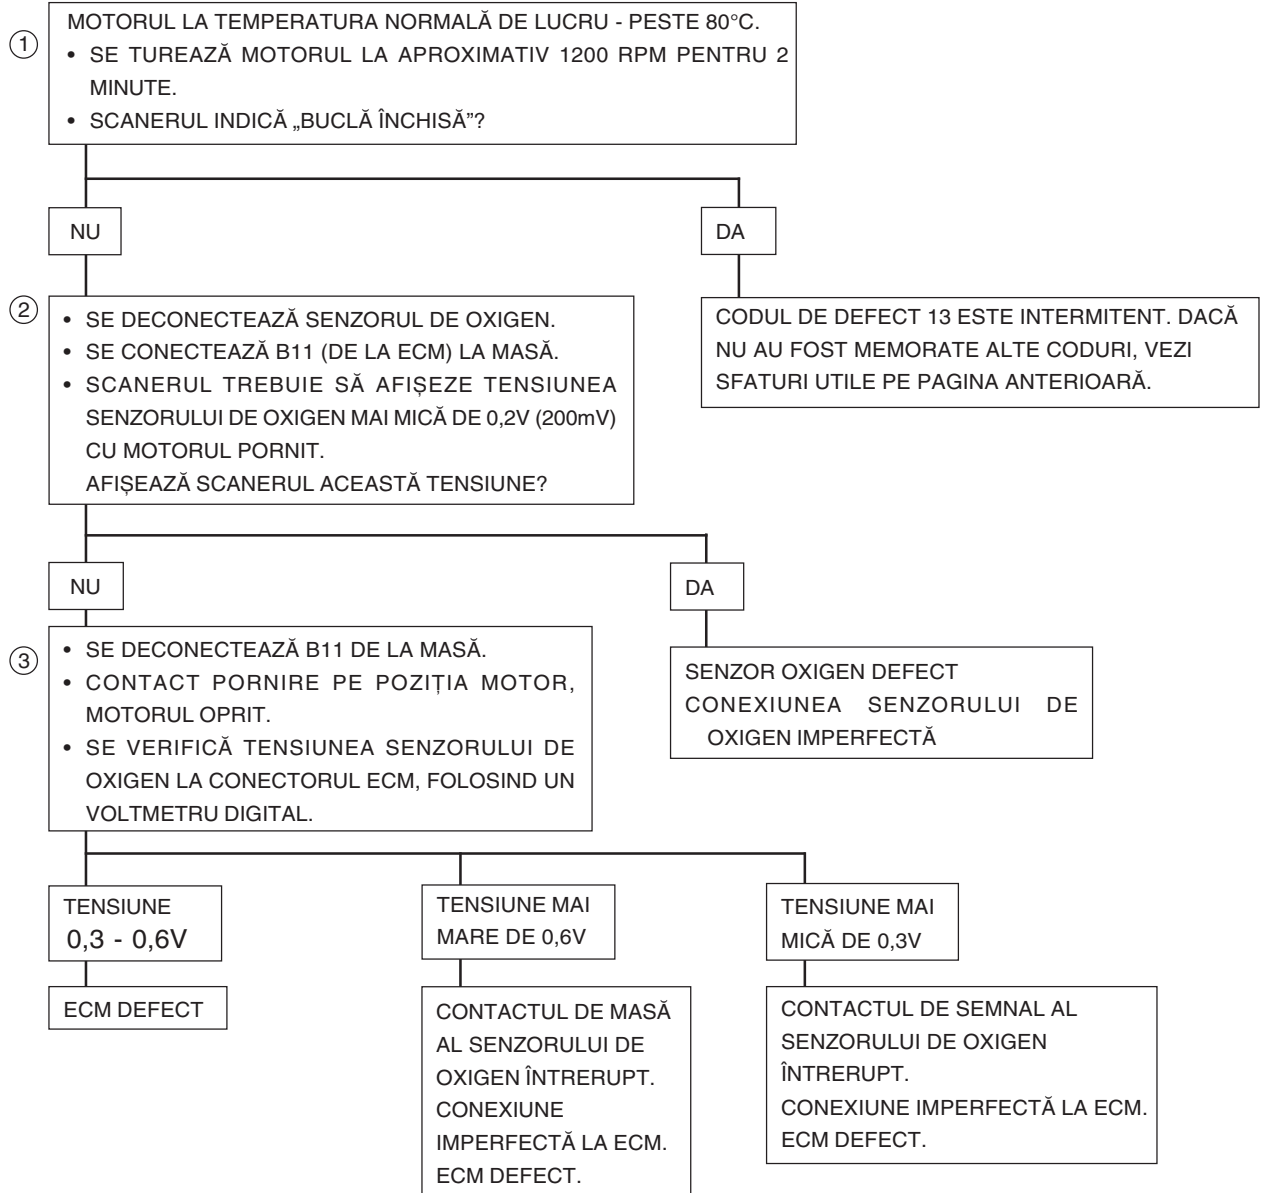 1
MOTORUL LA TEMPERATURA NORMALĂ DE LUCRU - PESTE 80°C.
• SE TUREAZĂ MOTORUL LA APROXIMATIV 1200 RPM PENTRU 2
MINUTE.
• SCANERUL INDICĂ „BUCLĂ ÎNCHISĂ”?
NU
DA
2
• SE DECONECTEAZĂ SENZORUL DE OXIGEN.
• SE CONECTEAZĂ B11 (DE LA ECM) LA MASĂ.
• SCANERUL TREBUIE SĂ AFIȘEZE TENSIUNEA
SENZORULUI DE OXIGEN MAI MICĂ DE 0,2V (200mV)
CU MOTORUL PORNIT.
AFIȘEAZĂ SCANERUL ACEASTĂ TENSIUNE?
CODUL DE DEFECT 13 ESTE INTERMITENT. DACĂ
NU AU FOST MEMORATE ALTE CODURI, VEZI
SFATURI UTILE PE PAGINA ANTERIOARĂ.
NU
DA
3
• SE DECONECTEAZĂ B11 DE LA MASĂ.
• CONTACT PORNIRE PE POZIȚIA MOTOR,
MOTORUL OPRIT.
• SE VERIFICĂ TENSIUNEA SENZORULUI DE
OXIGEN LA CONECTORUL ECM, FOLOSIND UN
VOLTMETRU DIGITAL.
SENZOR OXIGEN DEFECT
CONEXIUNEA SENZORULUI DE
OXIGEN IMPERFECTĂ
TENSIUNE
0,3 - 0,6V
TENSIUNE MAI
MARE DE 0,6V
TENSIUNE MAI
MICĂ DE 0,3V
ECM DEFECT
CONTACTUL DE MASĂ
AL SENZORULUI DE
OXIGEN ÎNTRERUPT.
CONEXIUNE
IMPERFECTĂ LA ECM.
ECM DEFECT.
CONTACTUL DE SEMNAL AL
SENZORULUI DE OXIGEN
ÎNTRERUPT.
CONEXIUNE IMPERFECTĂ LA ECM.
ECM DEFECT.